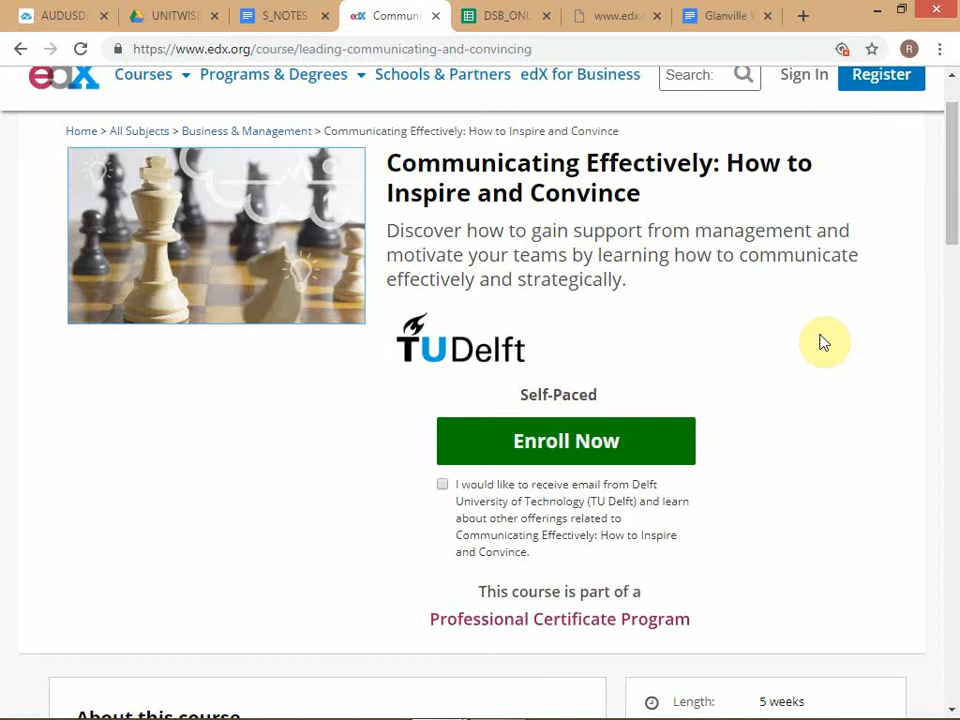 AUDUSD:
UNITWISE
S_NOTES
Commun
DSB_ONL
www.edx.
Glanville
https://www.edx.org/course/leading-communicating-and-convincing
R
edX
Courses
Programs & Degrees
Schools & Partners
edX for Business
Search:
Sign In
Register
Home > All Subjects > Business & Management > Communicating Effectively: How to Inspire and Convince
Communicating Effectively: How to
Inspire and Convince
Discover how to gain support from management and
motivate your teams by learning how to communicate
effectively and strategically.
TUDelft
Self-Paced
Enroll Now
I would like to receive email from Delft
University of Technology (TU Delft) and learn
about other offerings related to
Communicating Effectively: How to Inspire
and Convince.
This course is part of a
Professional Certificate Program
About this course
Length: 5 weeks